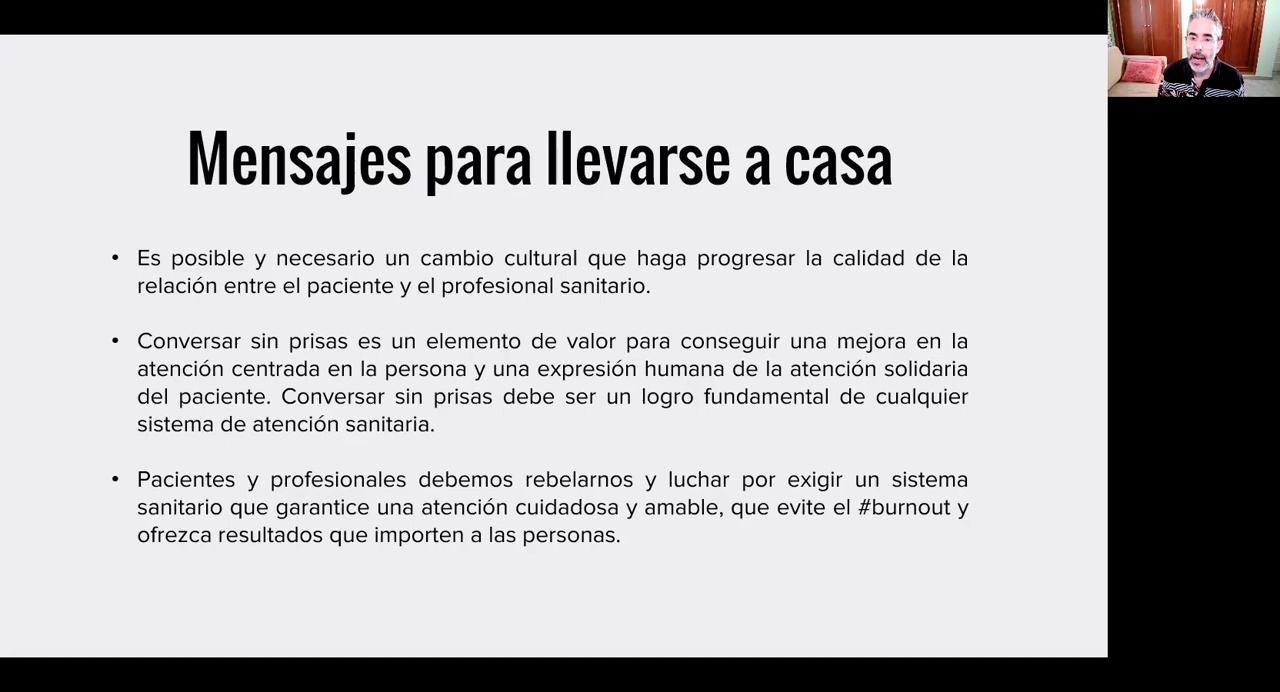 Mensajes para llevarse a casa
• Es posible y necesario un cambio cultural que haga progresar la calidad de la
relación entre el paciente y el profesional sanitario.
• Conversar sin prisas es un elemento de valor para conseguir una mejora en la
atención centrada en la persona y una expresión humana de la atención solidaria
del paciente. Conversar sin prisas debe ser un logro fundamental de cualquier
sistema de atención sanitaria.
• Pacientes y profesionales debemos rebelarnos y luchar por exigir un sistema
sanitario que garantice una atención cuidadosa y amable, que evite el #burnout y
ofrezca resultados que importen a las personas.